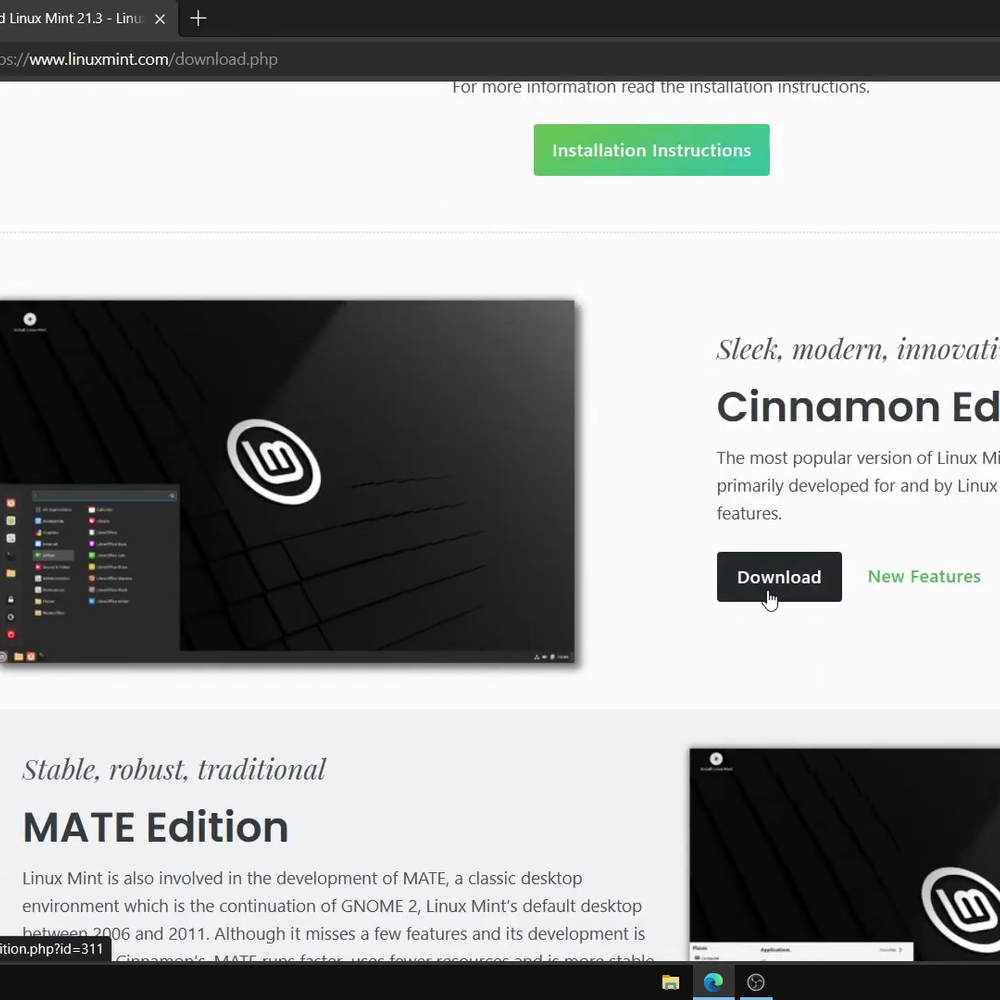 d Linux Mint 21.3 - Linu
ps://www.linuxmint.com/download.php
For more information read the installation instructions.
Installation Instructions
Sleek, modern, innovati
Cinnamon Ed
The most popular version of Linux Mi
primarily developed for and by Linux
features.
Download
New Features
Stable, robust, traditional
MATE Edition
Linux Mint is also involved in the development of MATE, a classic desktop
environment which is the continuation of GNOME 2, Linux Mint's default desktop
between 2006 and 2011. Although it misses a few features and its development is
ition.php?id=311
Cinnamon's, MATE runs faster, uses fewer resources and is more stable